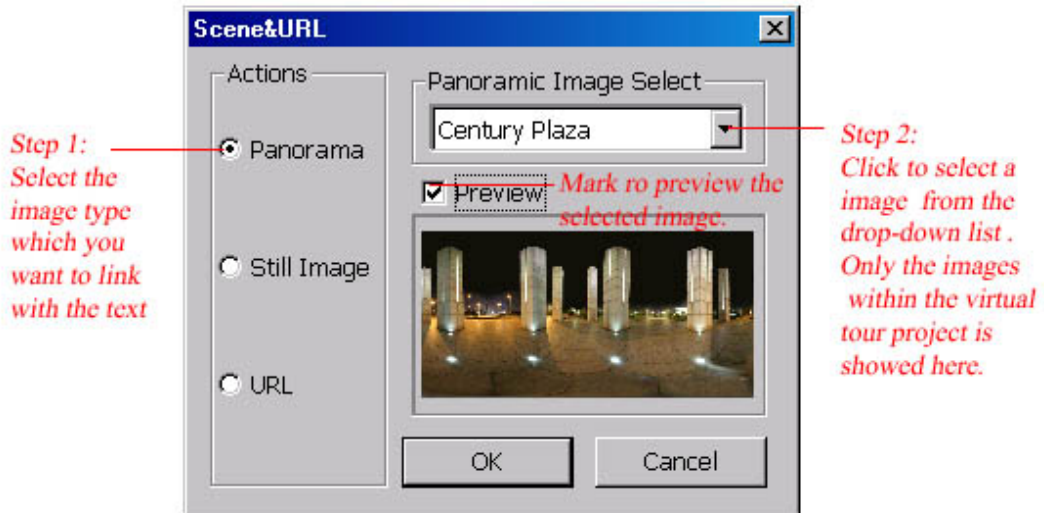 Scene&URL
Actions
Panorama
Still Image
URL
Panoramic Image Select
Century Plaza
Preview
OK
Cancel
Step 1:
Select the
image type
which you
want to link
with the text
Mark ro preview the
selected image.
Step 2:
Click to select a
image from the
drop-down list .
Only the images
within the virtual
tour project is
showed here.